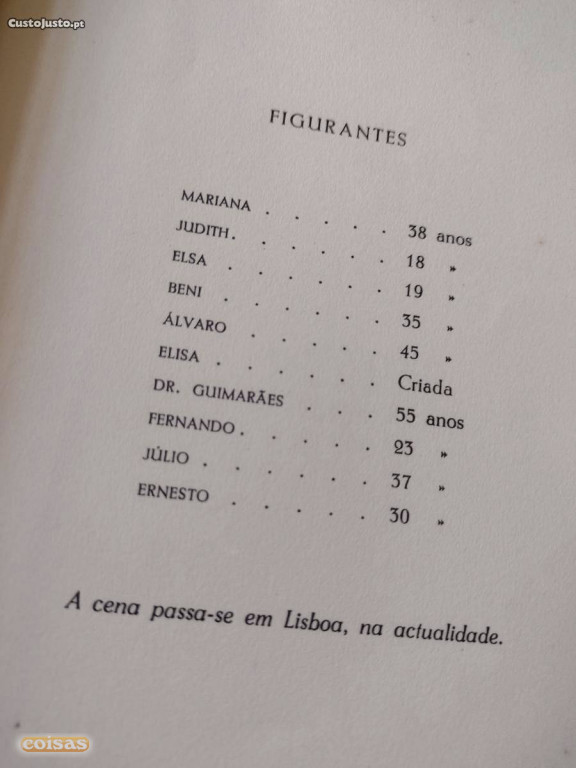 CustoJusto.pt
FIGURANTES
MARIANA . . . . . 38 anos
JUDITH. . . . . . 18 »
ELSA . . . . . . 19 »
BENI . . . . . . 35 »
ÁLVARO . . . . . 45 »
ELISA . . . . . . Criada
DR. GUIMARÃES . . . 55 anos
FERNANDO. . . . . 23 »
JÚLIO . . . . . . 37 »
ERNESTO . . . . . 30 »
A cena passa-se em Lisboa, na actualidade.
coisas